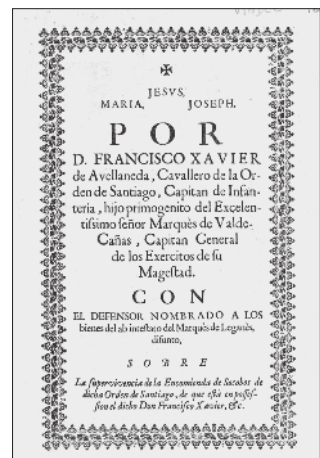 ✠
JESVS,
MARIA, JOSEPH.
POR
D. FRANCISCO XAVIER
de Avellaneda, Cavallero de la Or-
den de Santiago, Capitan de Infan-
teria, hijo primogenito del Excelen-
tissimo señor Marquès de Valde-
Cañas, Capitan General
de los Exercitos de su
Magestad.
CON
EL DEFENSOR NOMBRADO A LOS
bienes del ab intestato del Marquès de Leganès,
difunto,
SOBRE
La supervivencia de la Encomienda de Socobos de
dicha Orden de Santiago, de que està en posses-
sion el dicho Don Francisco Xavier, &c.